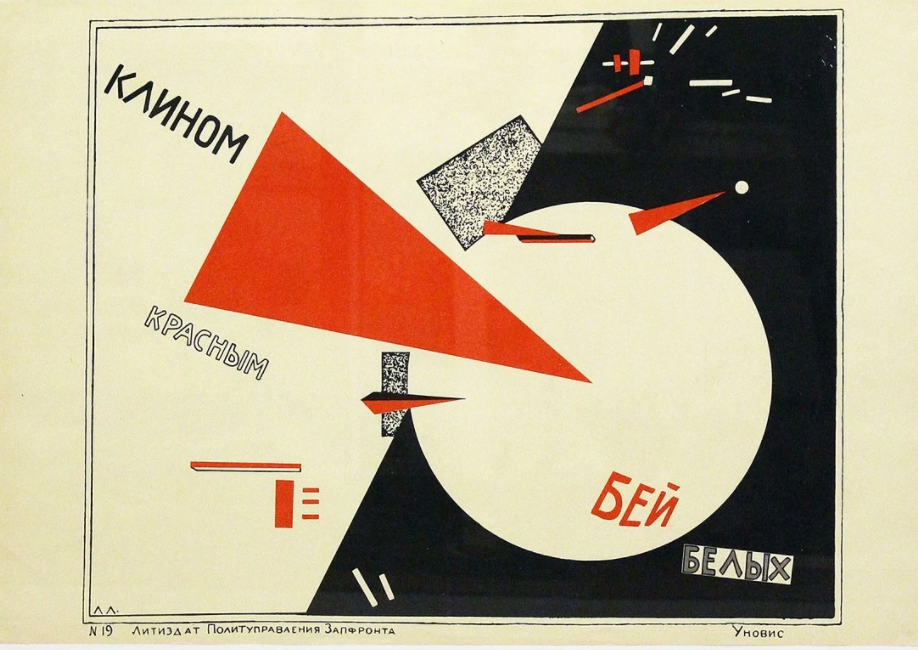 КЛИНОМ
КРАСНЫМ
БЕЙ
БЕЛЫХ
Л Л.
N 19 ЛИТИЗДАТ ПОЛИТУПРАВЛЕНИЯ ЗАПФРОНТА
УНОВИС